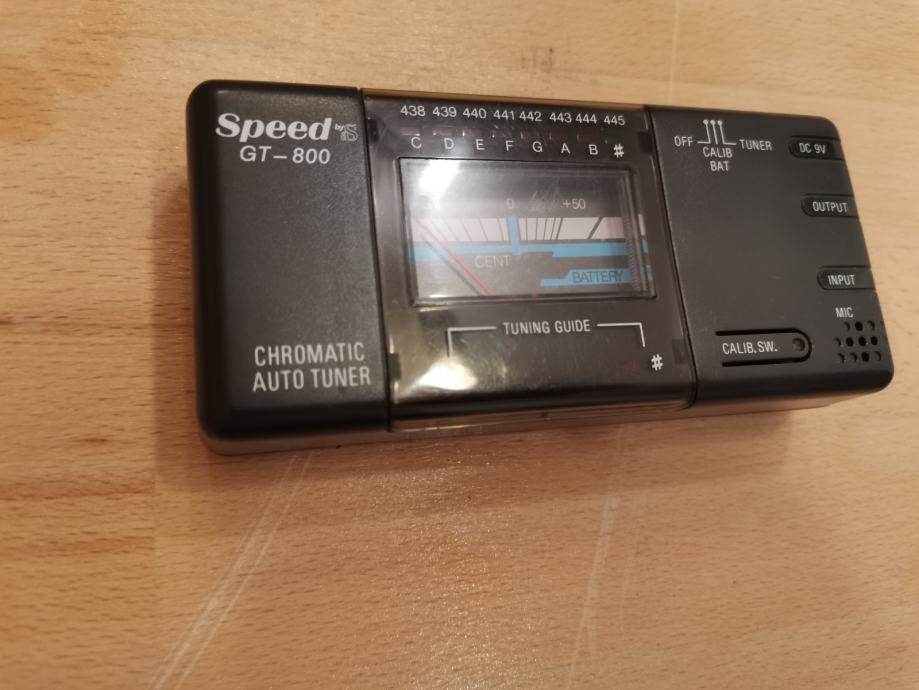 Speed by S
GT-800
CHROMATIC
AUTO TUNER
438 439 440 441 442 443 444 445
C D E F G A B #
0 +50
CENT
BATTERY
TUNING GUIDE
#
OFF CALIB TUNER
BAT
DC 9V
OUTPUT
INPUT
MIC
CALIB. SW.